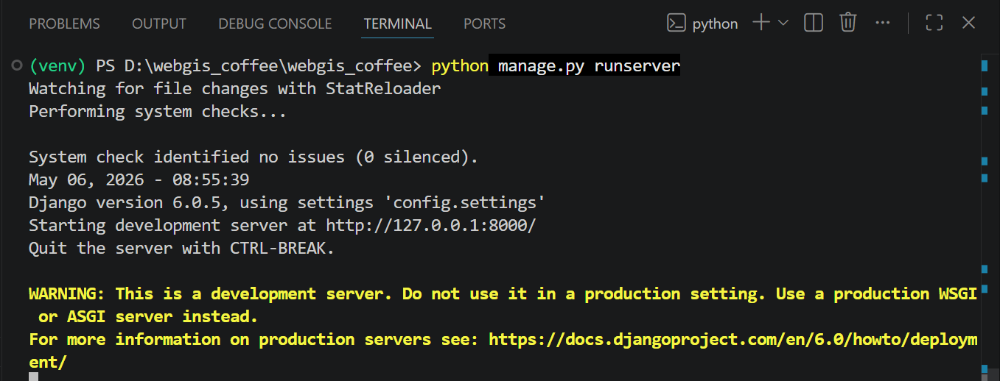 PROBLEMS OUTPUT DEBUG CONSOLE TERMINAL PORTS python
(venv) PS D:\webgis_coffee\webgis_coffee> python manage.py runserver
Watching for file changes with StatReloader
Performing system checks...
System check identified no issues (0 silenced).
May 06, 2026 - 08:55:39
Django version 6.0.5, using settings 'config.settings'
Starting development server at http://127.0.0.1:8000/
Quit the server with CTRL-BREAK.
WARNING: This is a development server. Do not use it in a production setting. Use a production WSGI
or ASGI server instead.
For more information on production servers see: https://docs.djangoproject.com/en/6.0/howto/deploym
ent/